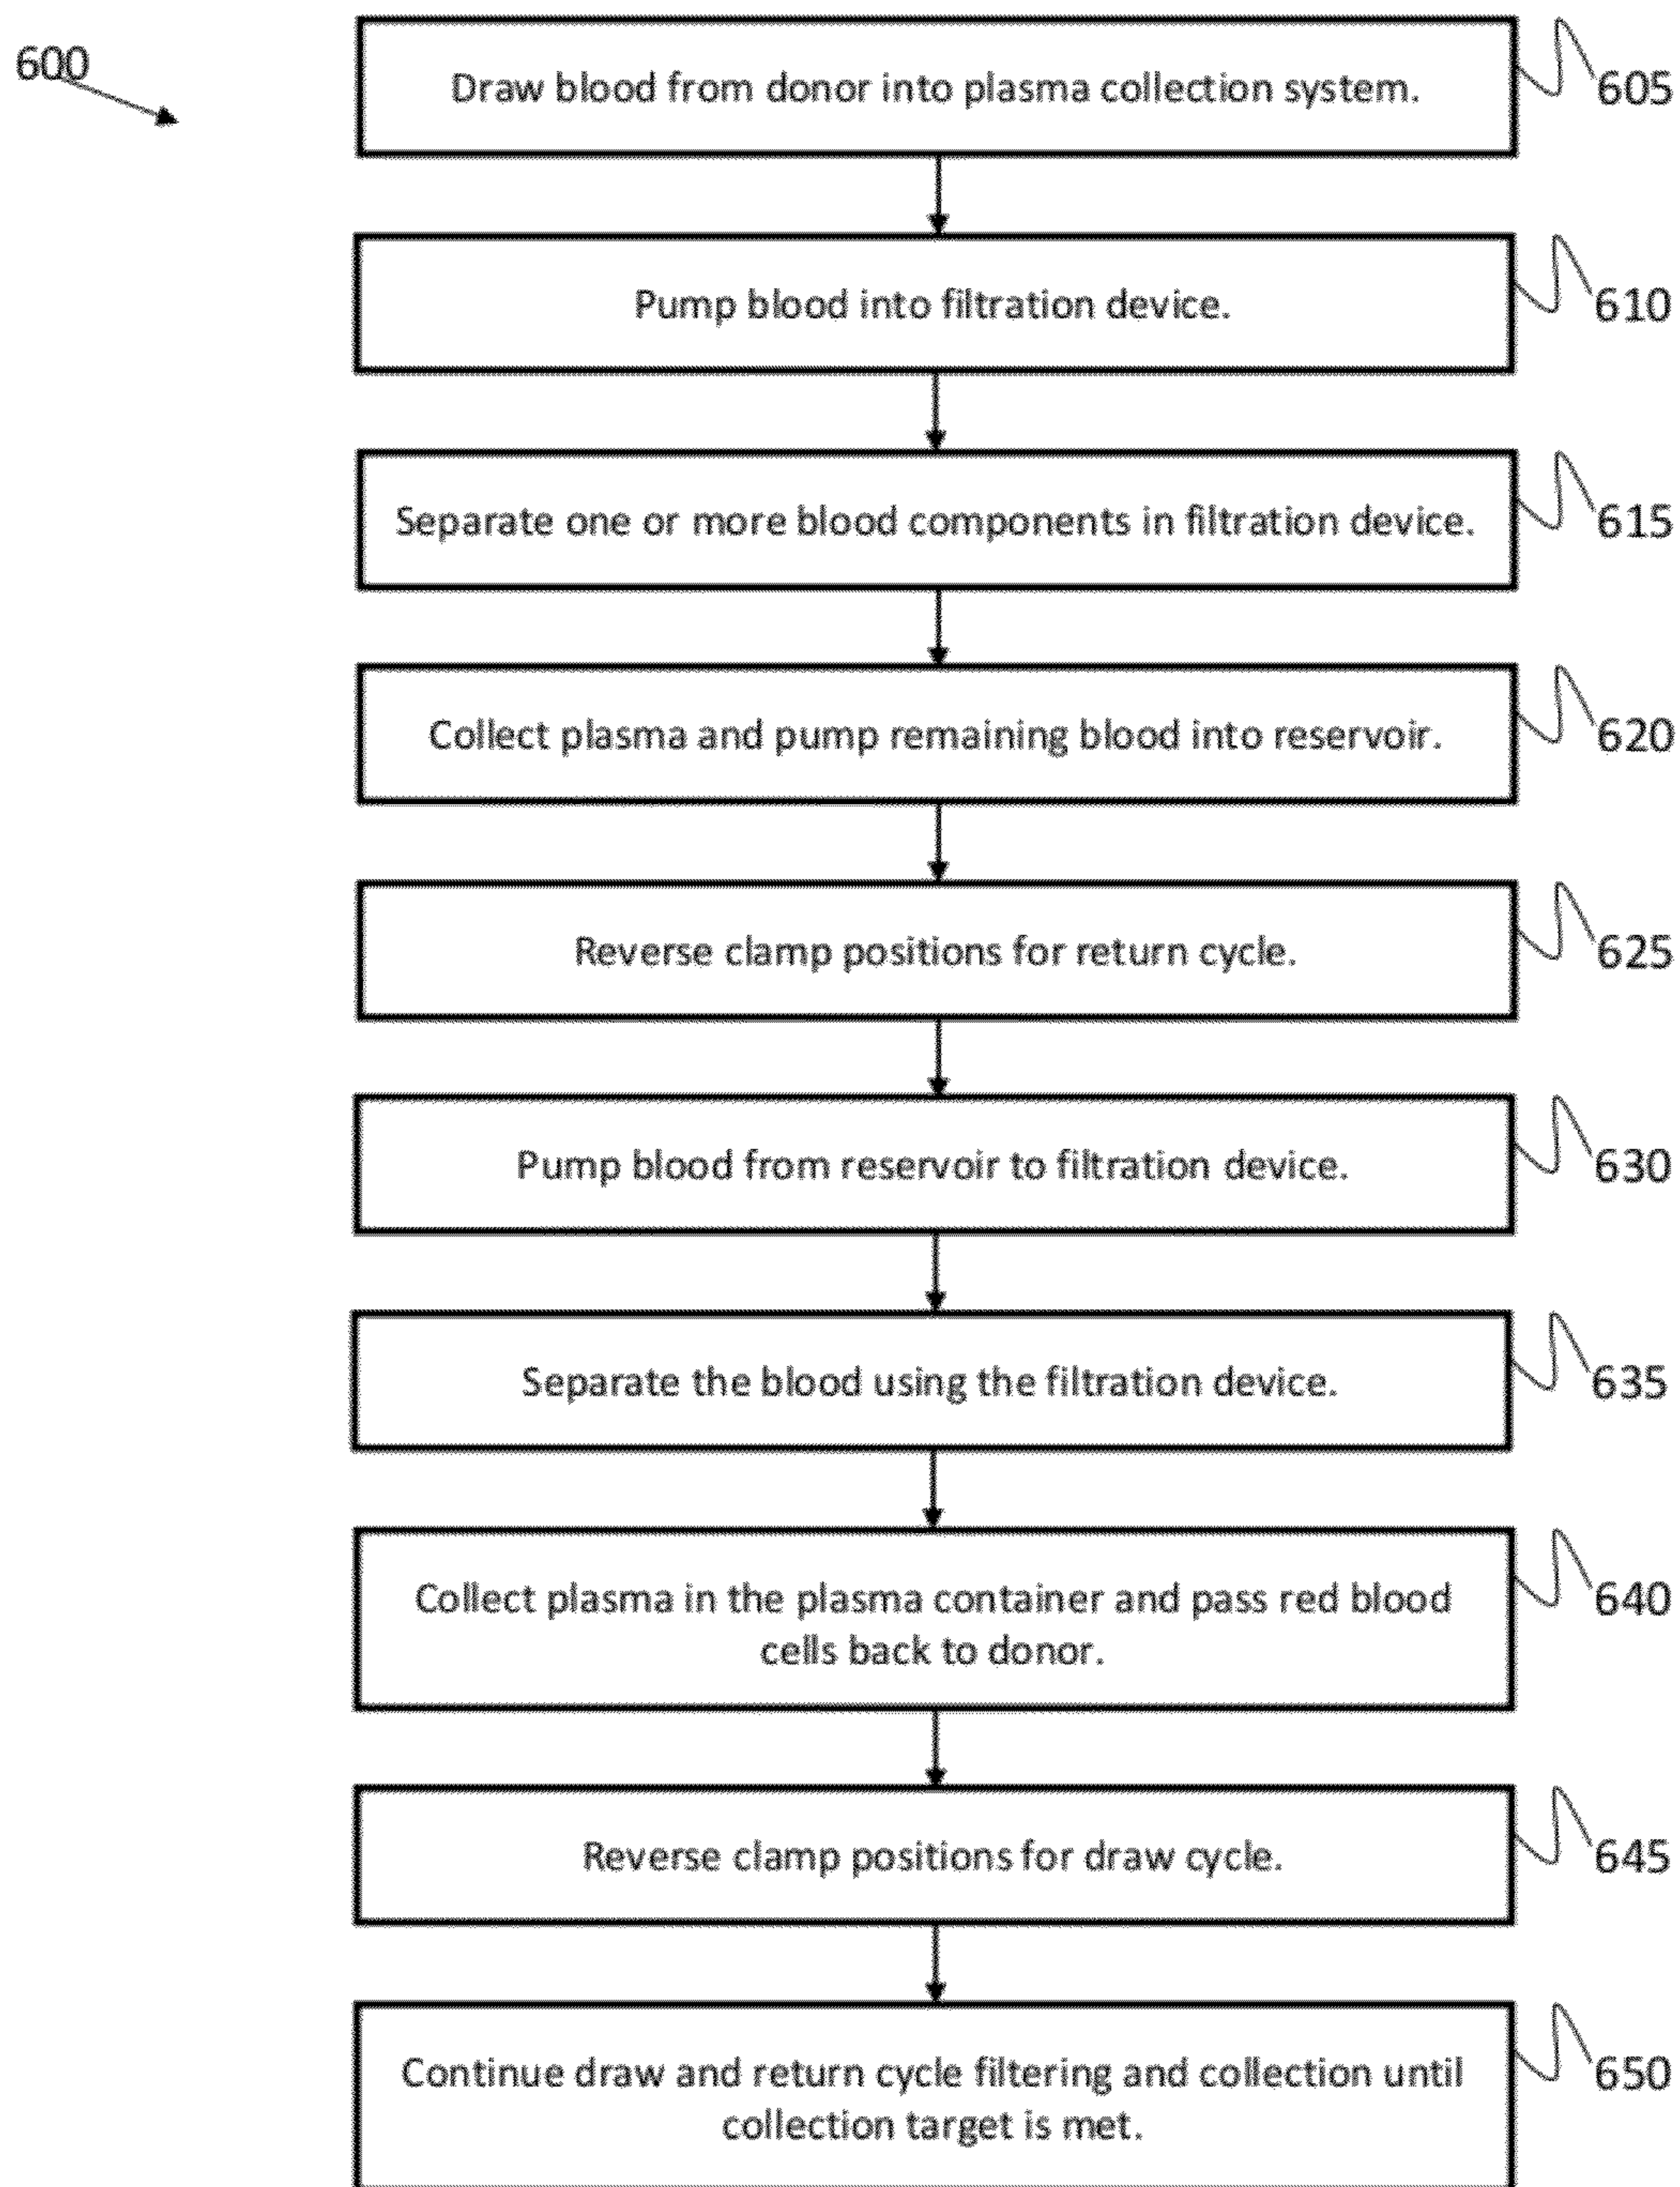 600
Draw blood from donor into plasma collection system.
605
Pump blood into filtration device.
610
Separate one or more blood components in filtration device.
615
Collect plasma and pump remaining blood into reservoir.
620
Reverse clamp positions for return cycle.
625
Pump blood from reservoir to filtration device.
630
Separate the blood using the filtration device.
635
Collect plasma in the plasma container and pass red blood
cells back to donor.
640
Reverse clamp positions for draw cycle.
645
Continue draw and return cycle filtering and collection until
collection target is met.
650